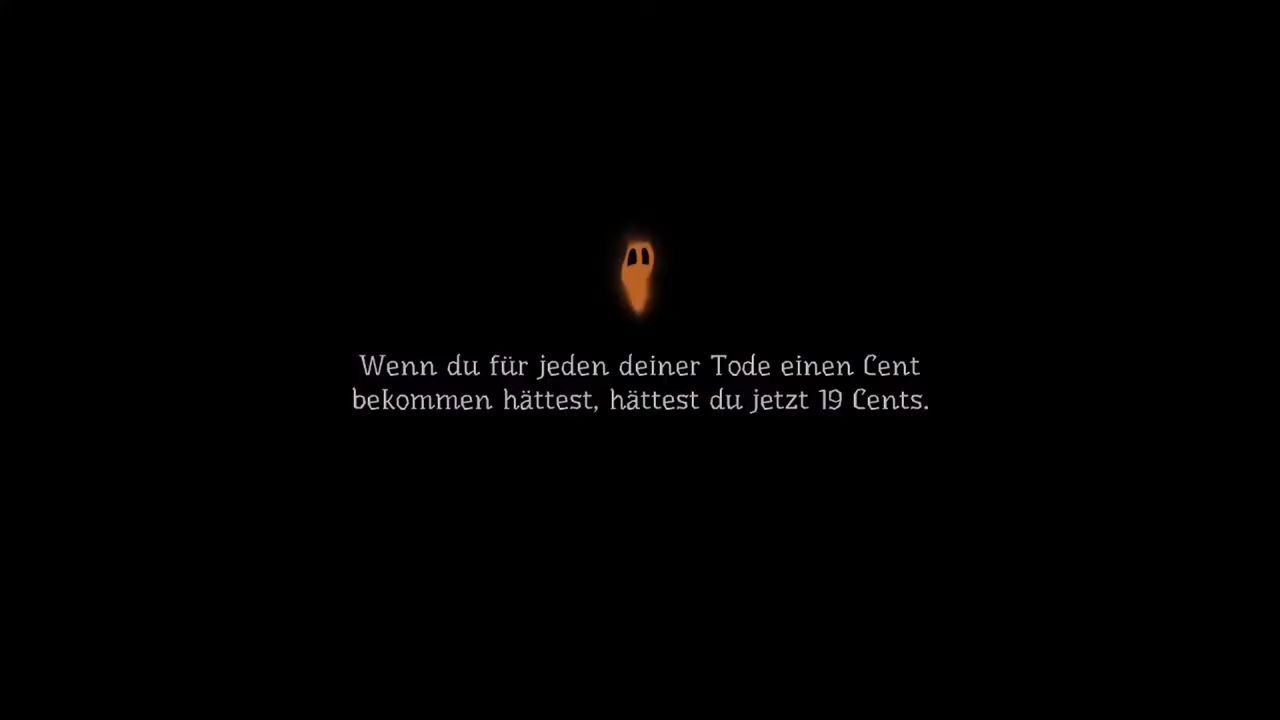 Wenn du für jeden deiner Tode einen Cent
bekommen hättest, hättest du jetzt 19 Cents.